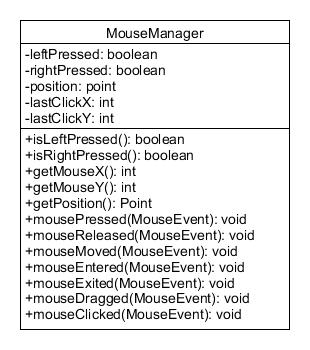 MouseManager
-leftPressed: boolean
-rightPressed: boolean
-position: point
-lastClickX: int
-lastClickY: int
+isLeftPressed(): boolean
+isRightPressed(): boolean
+getMouseX(): int
+getMouseY(): int
+getPosition(): Point
+mousePressed(MouseEvent): void
+mouseReleased(MouseEvent): void
+mouseMoved(MouseEvent): void
+mouseEntered(MouseEvent): void
+mouseExited(MouseEvent): void
+mouseDragged(MouseEvent): void
+mouseClicked(MouseEvent): void